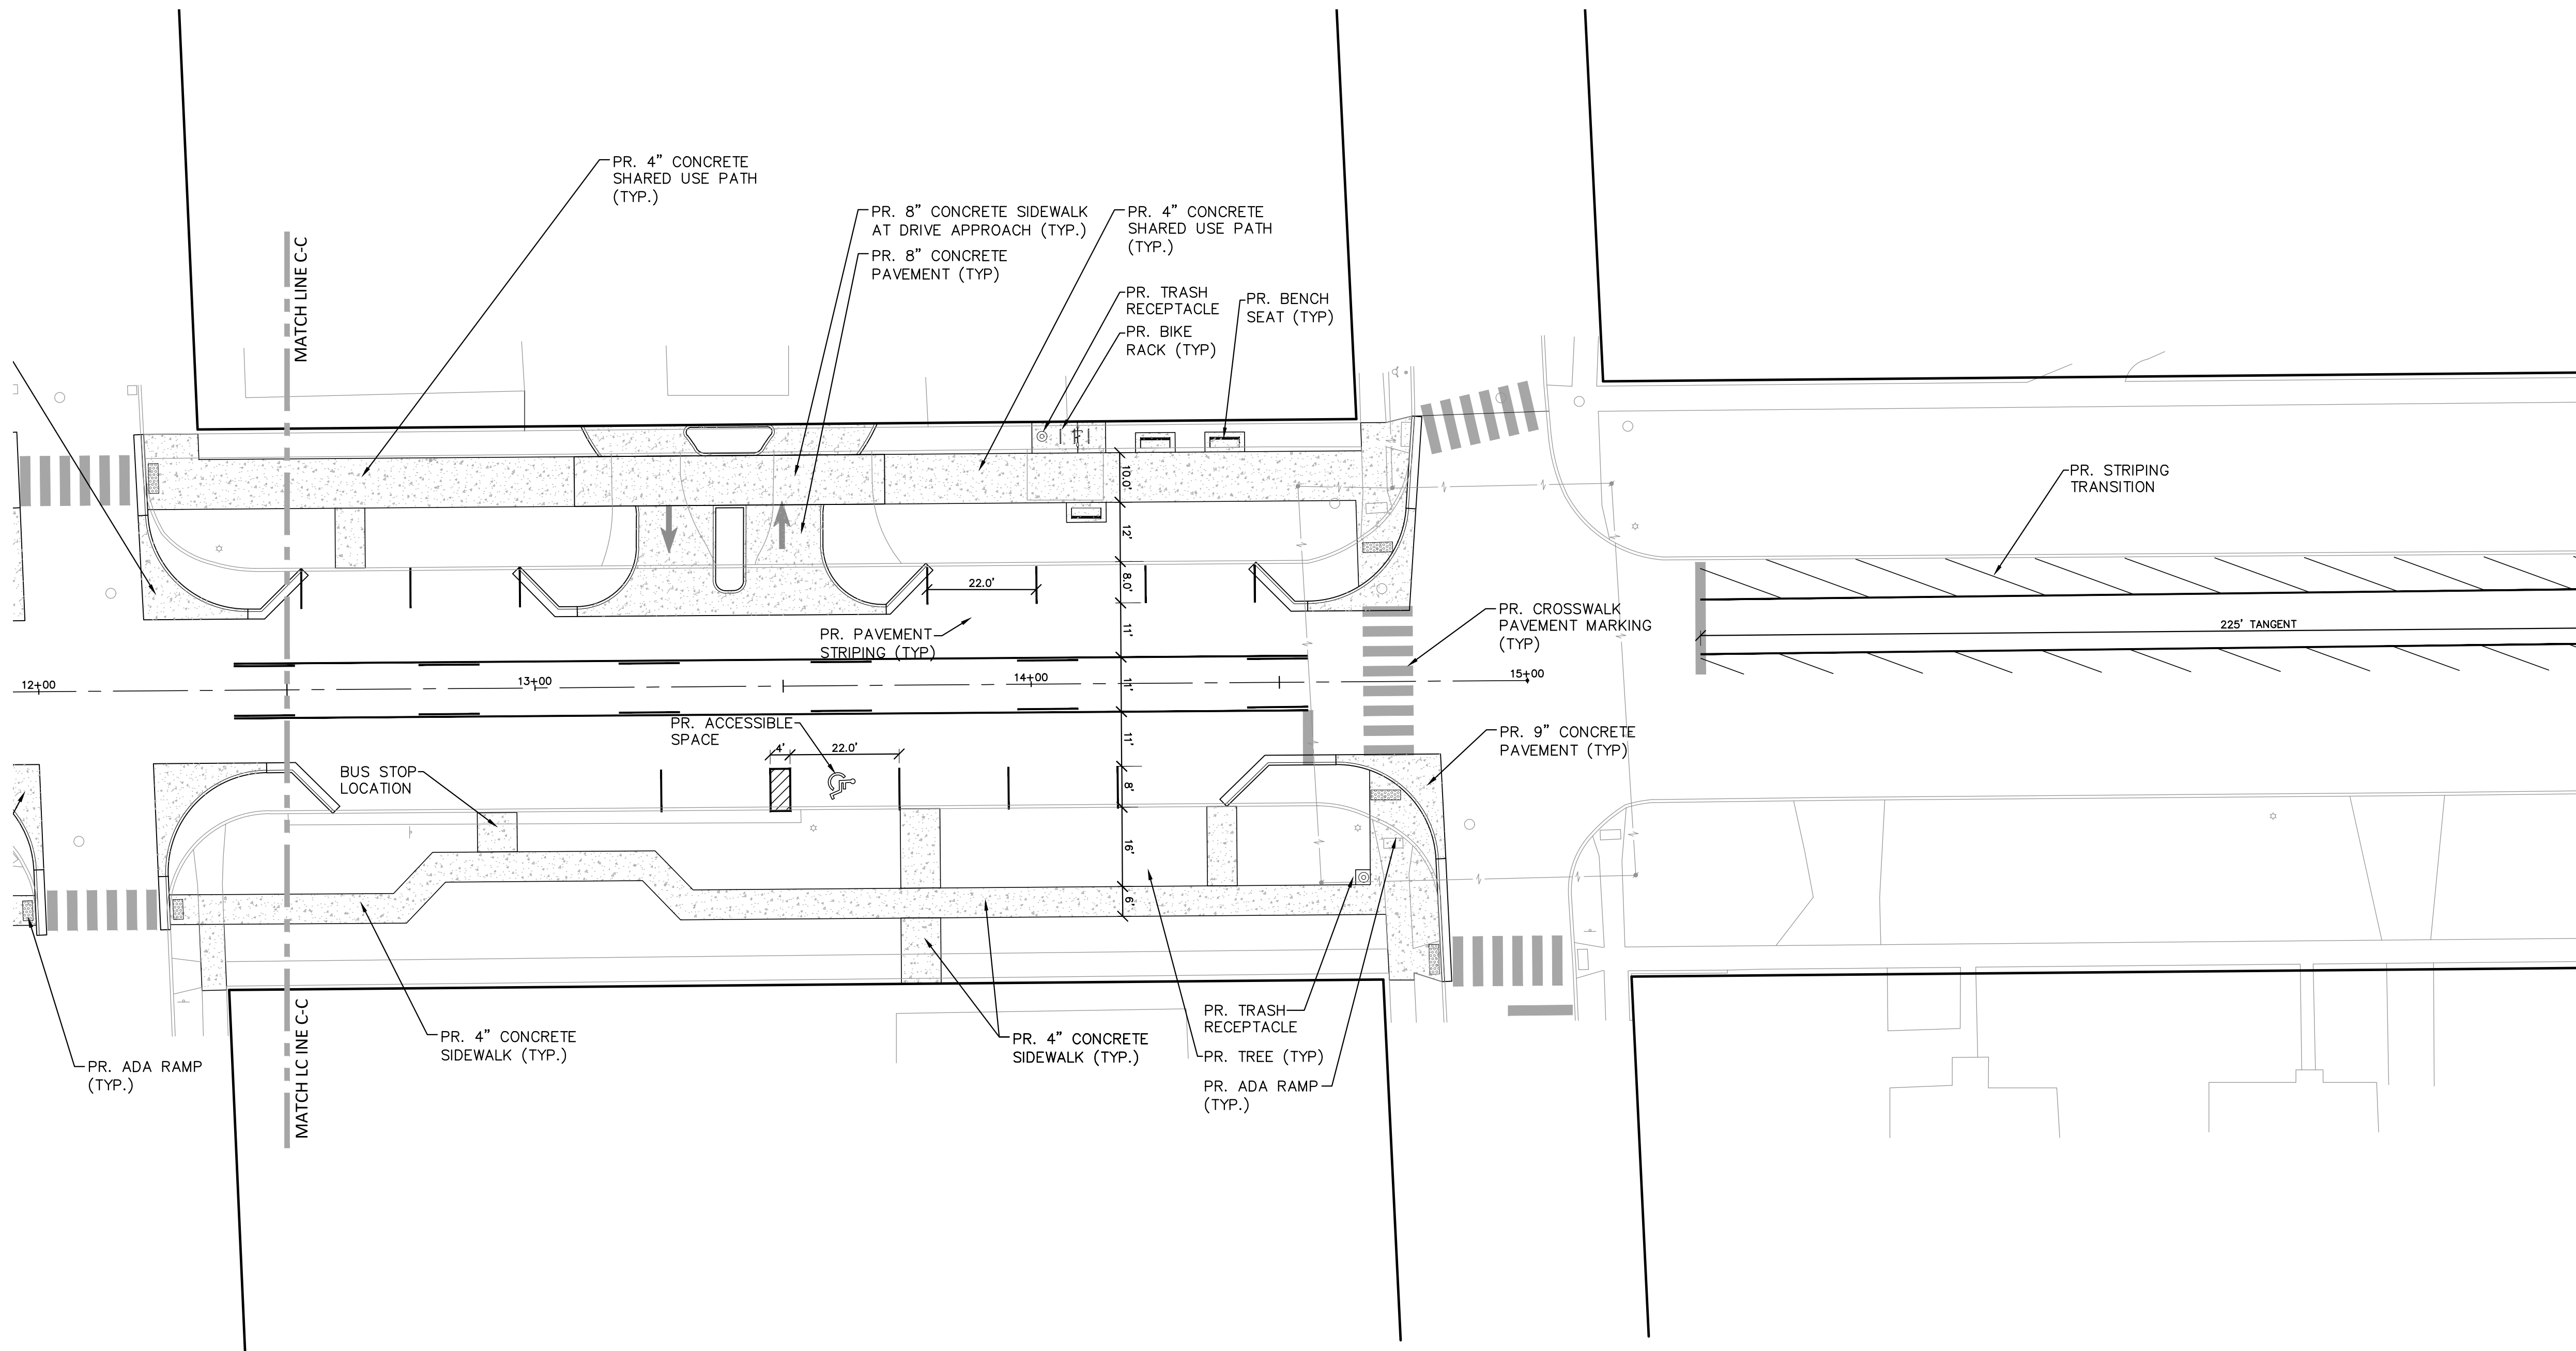 PR. 4” CONCRETE
SHARED USE PATH
(TYP.)
PR. 8” CONCRETE SIDEWALK
AT DRIVE APPROACH (TYP.)
PR. 8” CONCRETE
PAVEMENT (TYP)
PR. 4” CONCRETE
SHARED USE PATH
(TYP.)
PR. TRASH
RECEPTACLE
PR. BIKE
RACK (TYP)
PR. BENCH
SEAT (TYP)
MATCH LINE C-C
PR. STRIPING
TRANSITION
10.0'
12'
8.0'
11'
11'
11'
8'
16'
6'
22.0'
PR. PAVEMENT
STRIPING (TYP)
PR. CROSSWALK
PAVEMENT MARKING
(TYP)
225' TANGENT
12+00
13+00
14+00
15+00
PR. ACCESSIBLE
SPACE
4'
22.0'
BUS STOP
LOCATION
PR. 9” CONCRETE
PAVEMENT (TYP)
MATCH LC INE C-C
PR. ADA RAMP
(TYP.)
PR. 4” CONCRETE
SIDEWALK (TYP.)
PR. 4” CONCRETE
SIDEWALK (TYP.)
PR. TRASH
RECEPTACLE
PR. TREE (TYP)
PR. ADA RAMP
(TYP.)